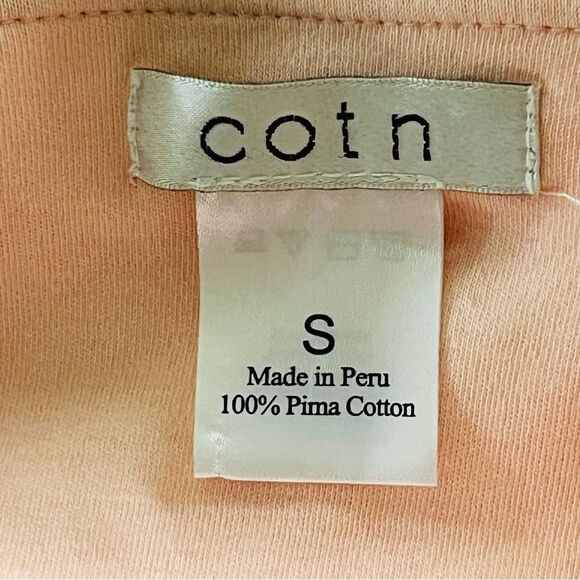 cotn
S
Made in Peru
100% Pima Cotton